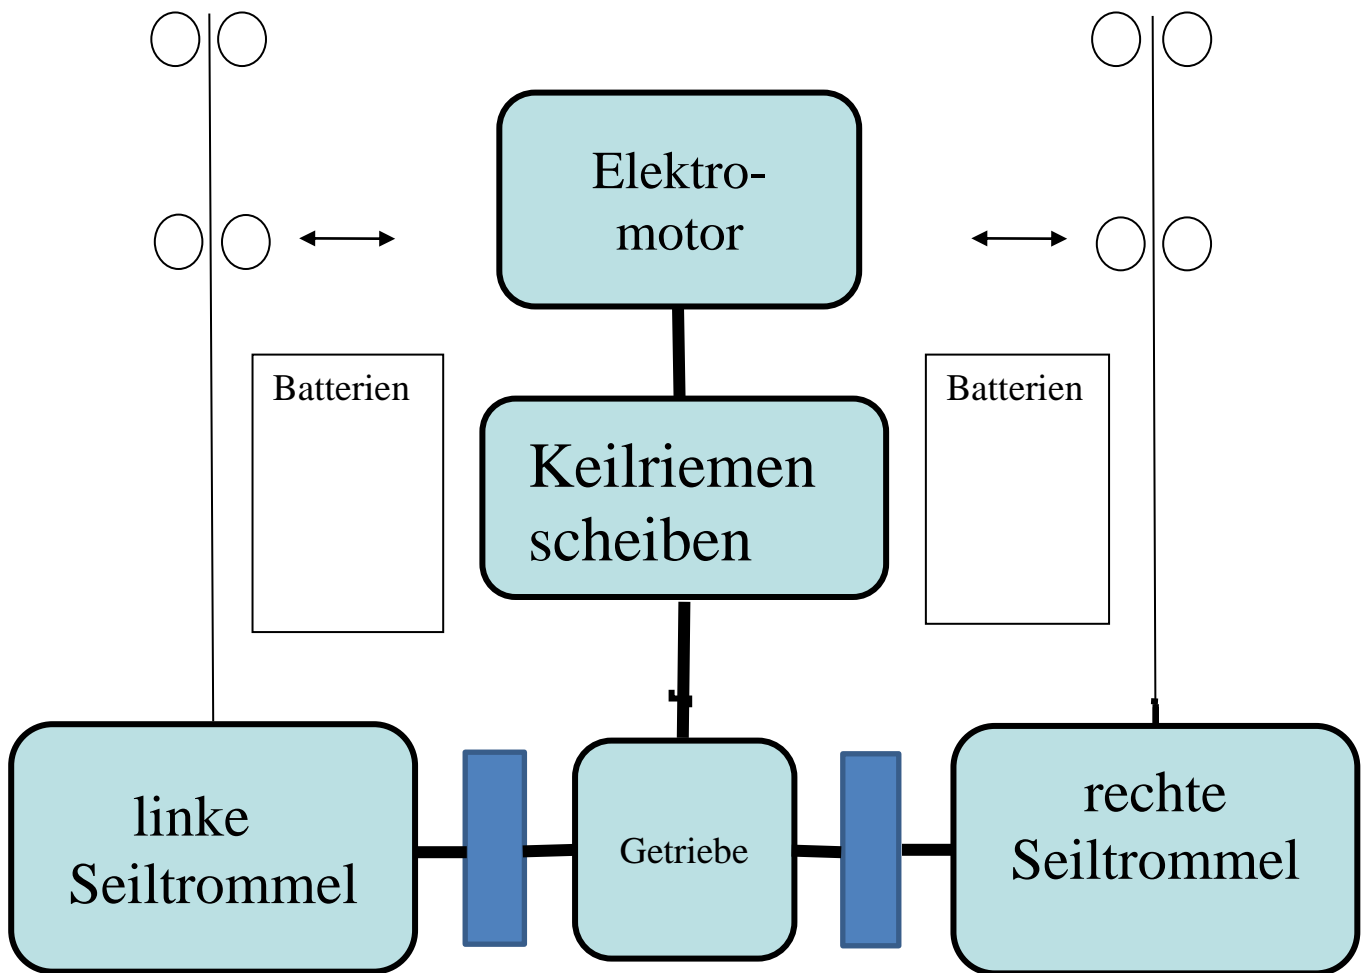 Elektro-
motor
Batterien
Batterien
Keilriemen
scheiben
linke
Seiltrommel
Getriebe
rechte
Seiltrommel